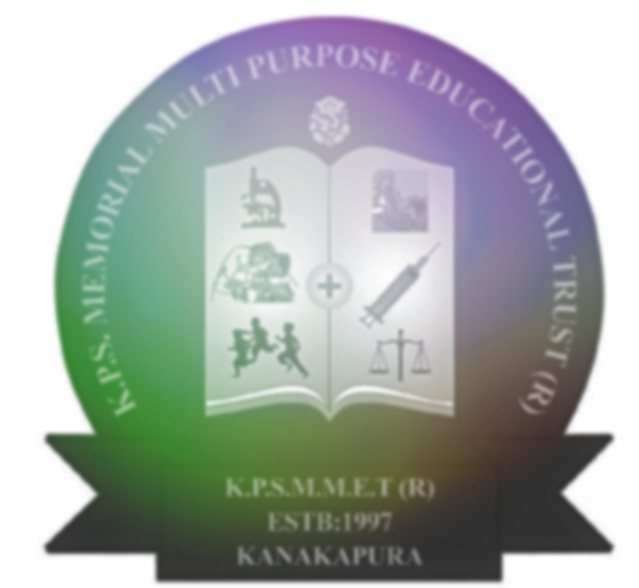 K.P.S. MEMORIAL MULTI PURPOSE EDUCATIONAL TRUST (R)
K.P.S.M.M.E.T (R)
ESTB:1997
KANAKAPURA